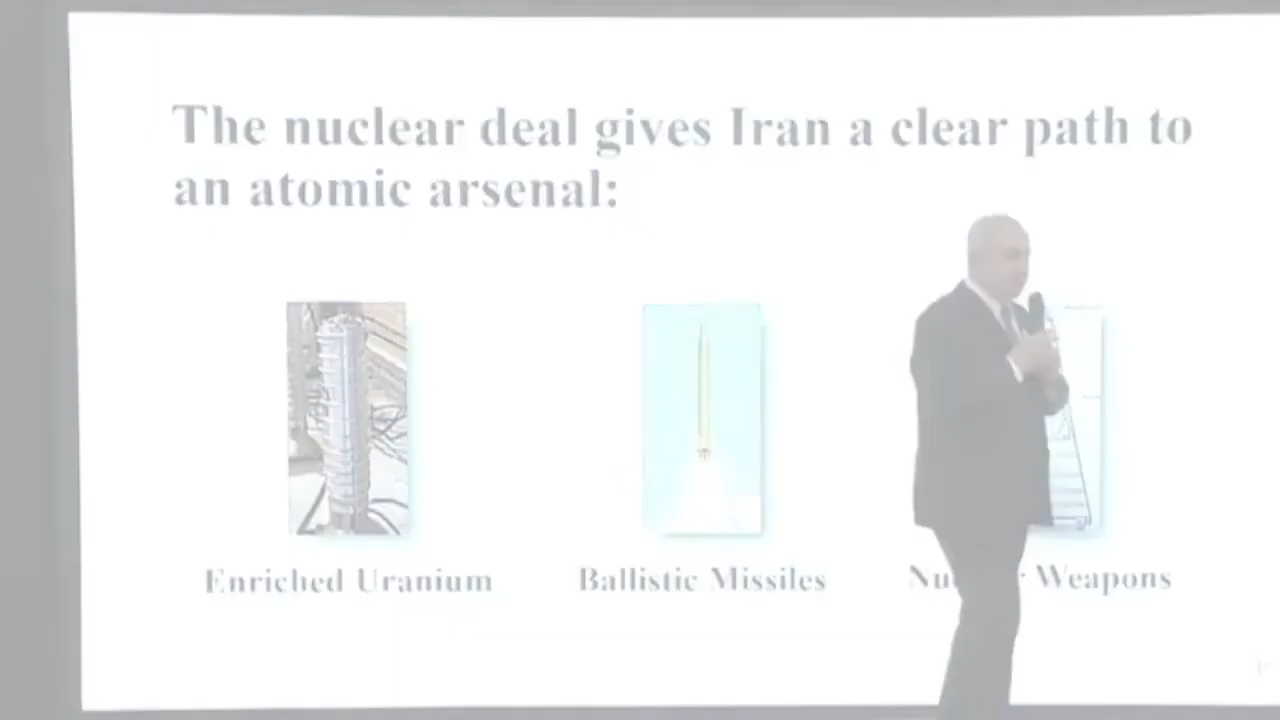 The nuclear deal gives Iran a clear path to
an atomic arsenal:
Enriched Uranium
Ballistic Missiles
Weapons